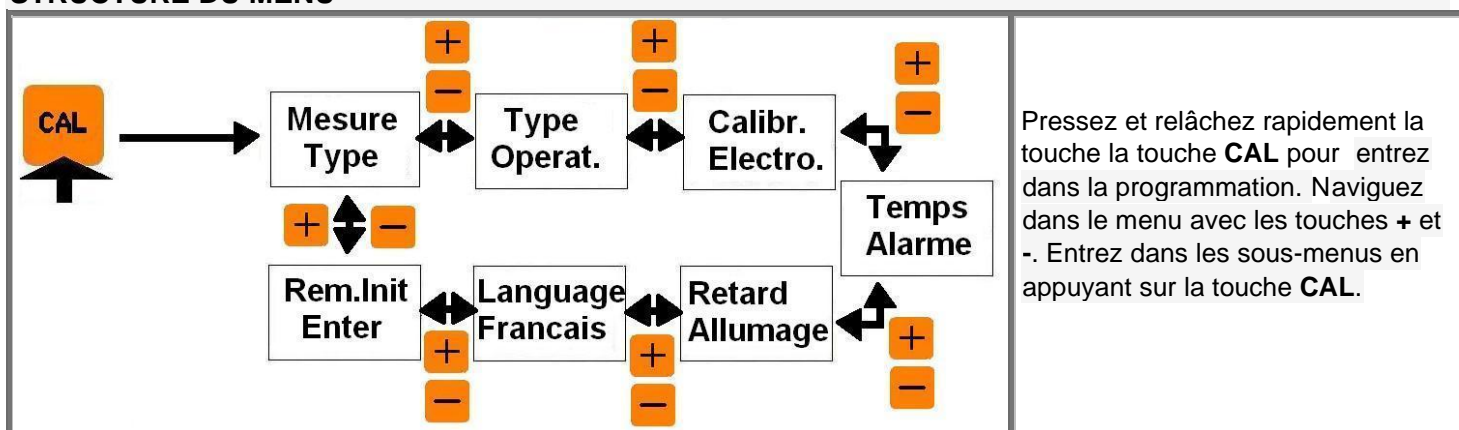 STRUCTURE DU MENU
+
+
+
-
-
-
CAL
Mesure
Type
Type
Operat.
Calibr.
Electro.
Temps
Alarme
+ -
Rem.Init
Enter
Language
Francais
Retard
Allumage
+
+
+
-
-
-
Pressez et relâchez rapidement la
touche la touche CAL pour entrez
dans la programmation. Naviguez
dans le menu avec les touches + et
-. Entrez dans les sous-menus en
appuyant sur la touche CAL.